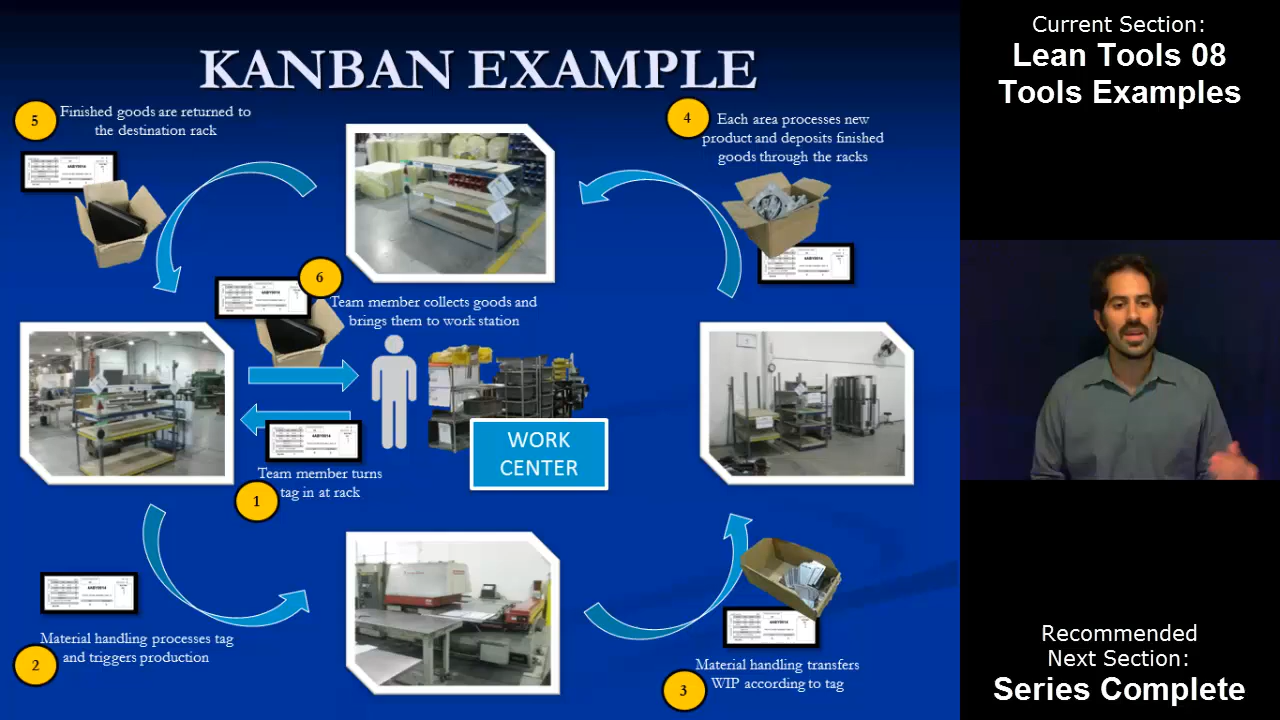 KANBAN EXAMPLE
5
Finished goods are returned to
the destination rack
4
Each area processes new
product and deposits finished
goods through the racks
6
Team member collects goods and
brings them to work station
WORK
CENTER
Team member turns
tag in at rack
1
Material handling processes tag
and triggers production
2
Material handling transfers
WIP according to tag
3
Current Section:
Lean Tools 08
Tools Examples
Recommended
Next Section:
Series Complete